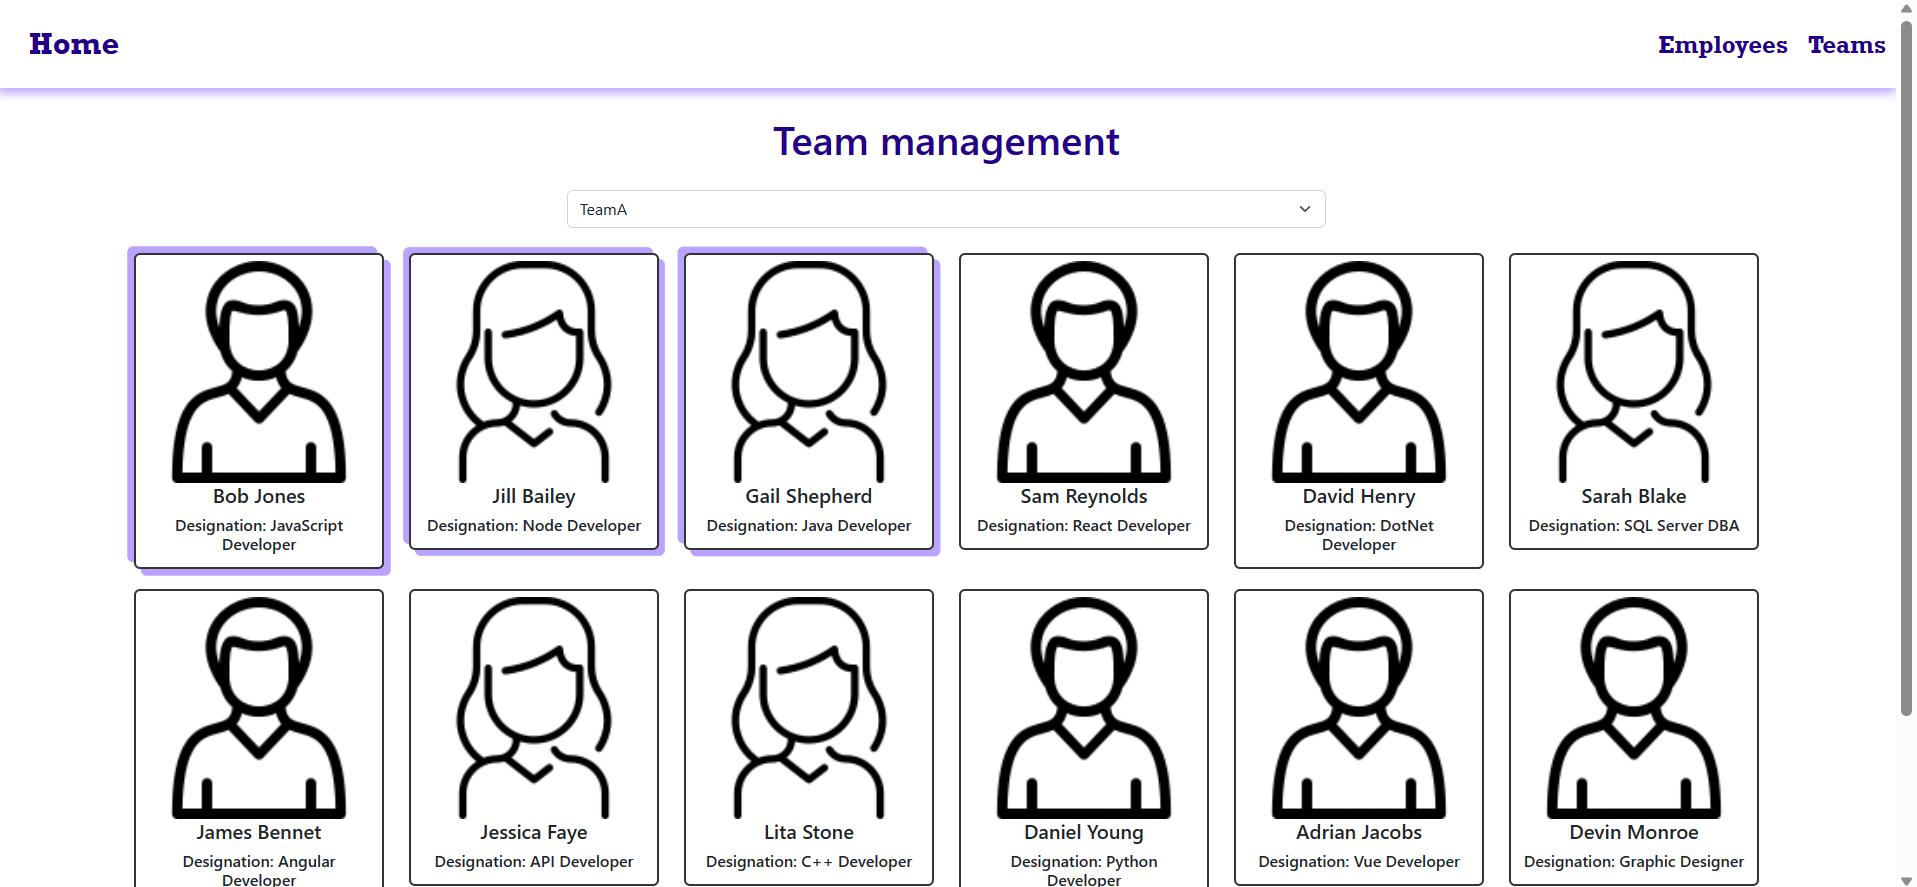 Home
Employees
Teams
Team management
TeamA
Bob Jones
Designation: JavaScript
Developer
Jill Bailey
Designation: Node Developer
Gail Shepherd
Designation: Java Developer
Sam Reynolds
Designation: React Developer
David Henry
Designation: DotNet
Developer
Sarah Blake
Designation: SQL Server DBA
James Bennet
Designation: Angular
Developer
Jessica Faye
Designation: API Developer
Lita Stone
Designation: C++ Developer
Daniel Young
Designation: Python
Developer
Adrian Jacobs
Designation: Vue Developer
Devin Monroe
Designation: Graphic Designer